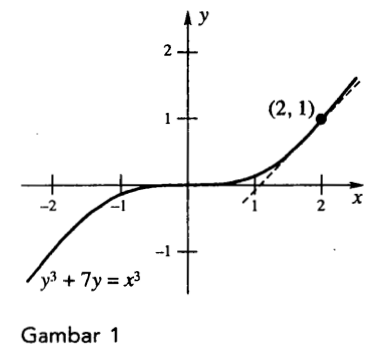 y
2
(2, 1)
1
-2
-1
1
2
x
-1
y³ + 7y = x³
Gambar 1